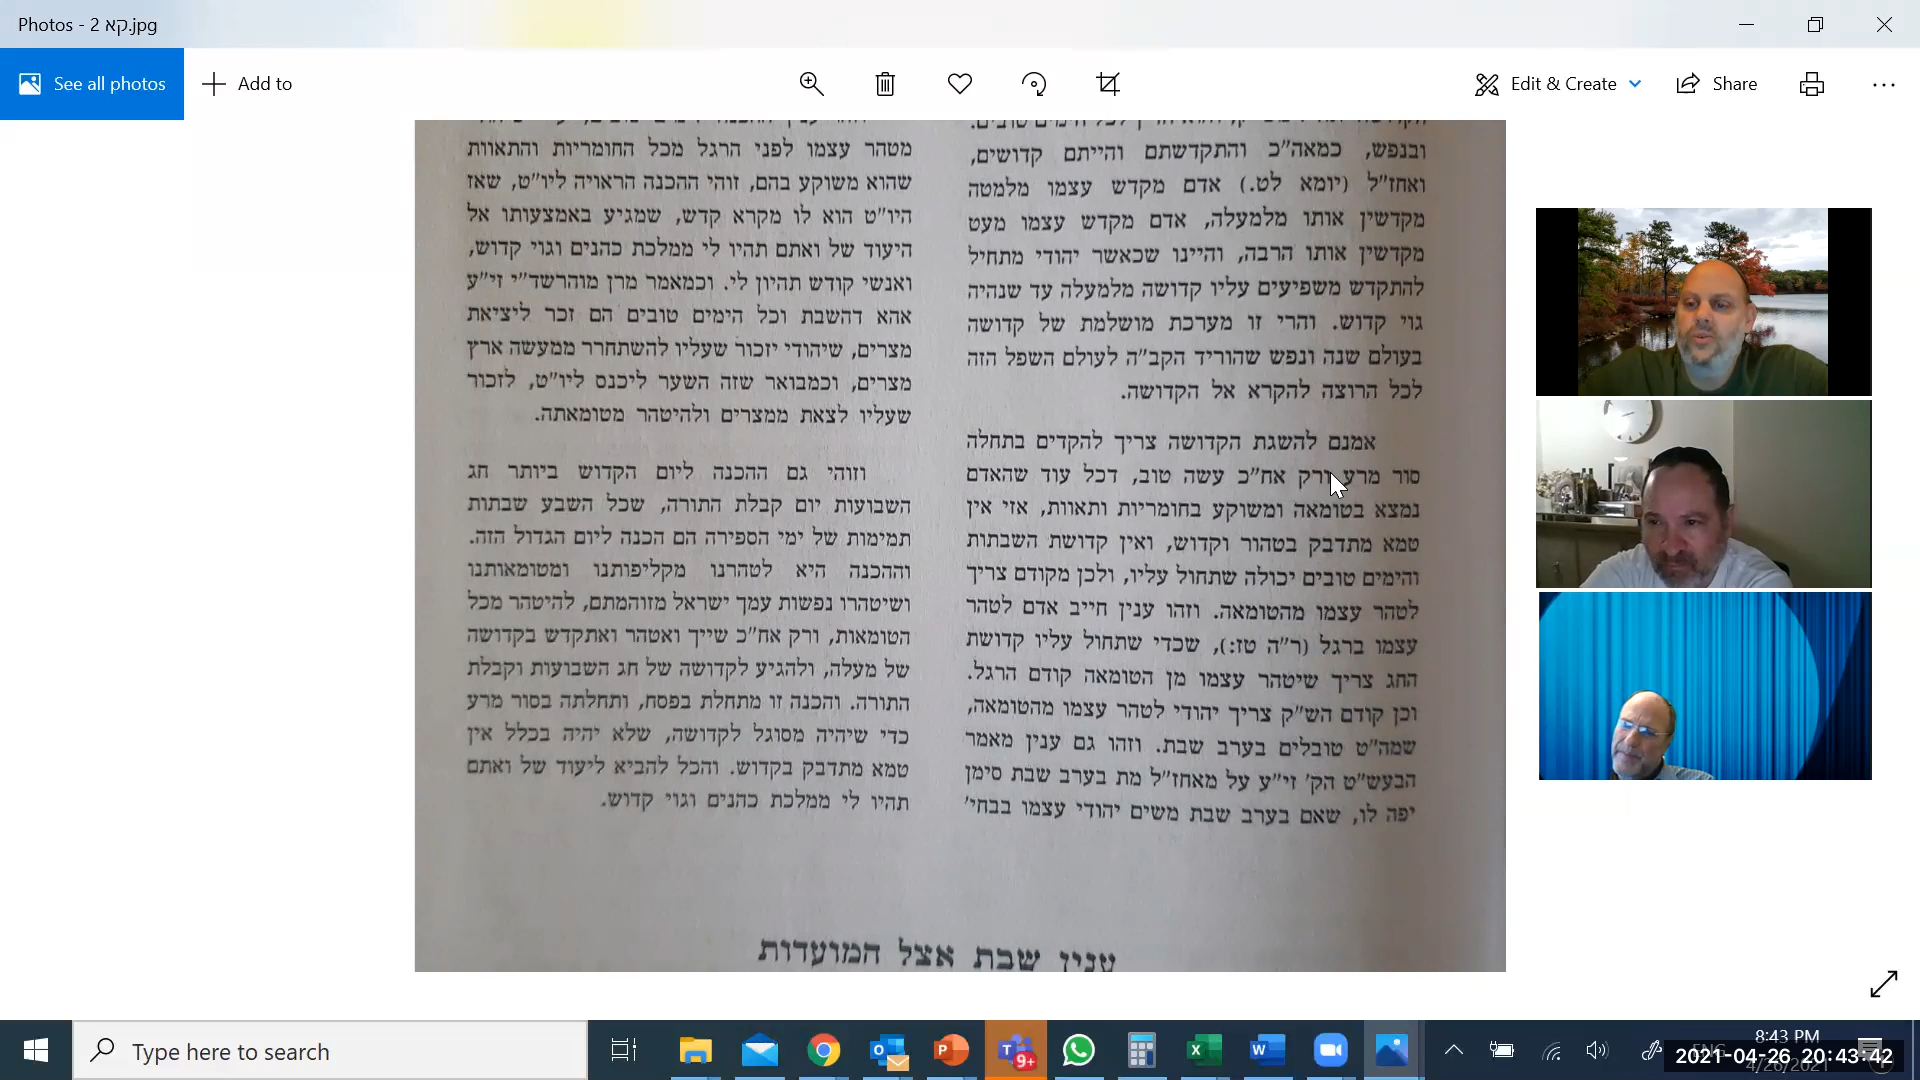 Photos - קא 2.jpg
See all photos
Add to
Edit & Create
Share
לכל הימים טובים.
ובנפש, כמאה״כ והתקדשתם והייתם קדושים,
ואחז״ל (יומא לט.) אדם מקדש עצמו מלמטה
מקדשין אותו מלמעלה, אדם מקדש עצמו מעט
מקדשין אותו הרבה, והיינו שכאשר יהודי מתחיל
להתקדש משפיעים עליו קדושה מלמעלה עד שנהיה
גוי קדוש. והרי זו מערכת מושלמת של קדושה
בעולם שנה ונפש שהוריד הקב״ה לעולם השפל הזה
לכל הרוצה להקרא אל הקדושה.
אמנם להשגת הקדושה צריך להקדים בתחלה
סור מרע ורק אח״כ עשה טוב, דכל עוד שהאדם
נמצא בטומאה ומשוקע בחומריות ותאוות, אזי אין
טמא מתדבק בטהור וקדוש, ואין קדושת השבתות
והימים טובים יכולה שתחול עליו, ולכן מקודם צריך
לטהר עצמו מהטומאה. וזהו ענין חייב אדם לטהר
עצמו ברגל (ר״ה טז:), שכדי שתחול עליו קדושת
החג צריך שיטהר עצמו מן הטומאה קודם הרגל.
וכן קודם הש״ק צריך יהודי לטהר עצמו מהטומאה,
שמה״ט טובלים בערב שבת. וזהו גם ענין מאמר
הבעש״ט הק׳ זי״ע על מאחז״ל מת בערב שבת סימן
יפה לו, שאם בערב שבת משים יהודי עצמו בבחי׳
מטהר עצמו לפני הרגל מכל החומריות והתאוות
שהוא משוקע בהם, זוהי ההכנה הראויה ליו״ט, שאז
היו״ט הוא לו מקרא קדש, שמגיע באמצעותו אל
היעוד של ואתם תהיו לי ממלכת כהנים וגוי קדוש,
ואנשי קודש תהיון לי. וכמאמר מרן מוהרשד״י זי״ע
אהא דהשבת וכל הימים טובים הם זכר ליציאת
מצרים, שיהודי יזכור שעליו להשתחרר ממעשה ארץ
מצרים, וכמבואר שזה השער ליכנס ליו״ט, לזכור
שעליו לצאת ממצרים ולהיטהר מטומאתה.
וזוהי גם ההכנה ליום הקדוש ביותר חג
השבועות יום קבלת התורה, שכל השבע שבתות
תמימות של ימי הספירה הם הכנה ליום הגדול הזה.
וההכנה היא לטהרנו מקליפותנו ומטומאותנו
ושיטהרו נפשות עמך ישראל מזוהמתם, להיטהר מכל
הטומאות, ורק אח״כ שייך ואטהר ואתקדש בקדושה
של מעלה, ולהגיע לקדושה של חג השבועות וקבלת
התורה. והכנה זו מתחלת בפסח, ותחלתה בסור מרע
כדי שיהיה מסוגל לקדושה, שלא יהיה בכלל אין
טמא מתדבק בקדוש. והכל להביא ליעוד של ואתם
תהיו לי ממלכת כהנים וגוי קדוש.
ענין שבת אצל המועדות
Type here to search
9+
8:43 PM
2021-04-26 20:43:42
4/26/2021